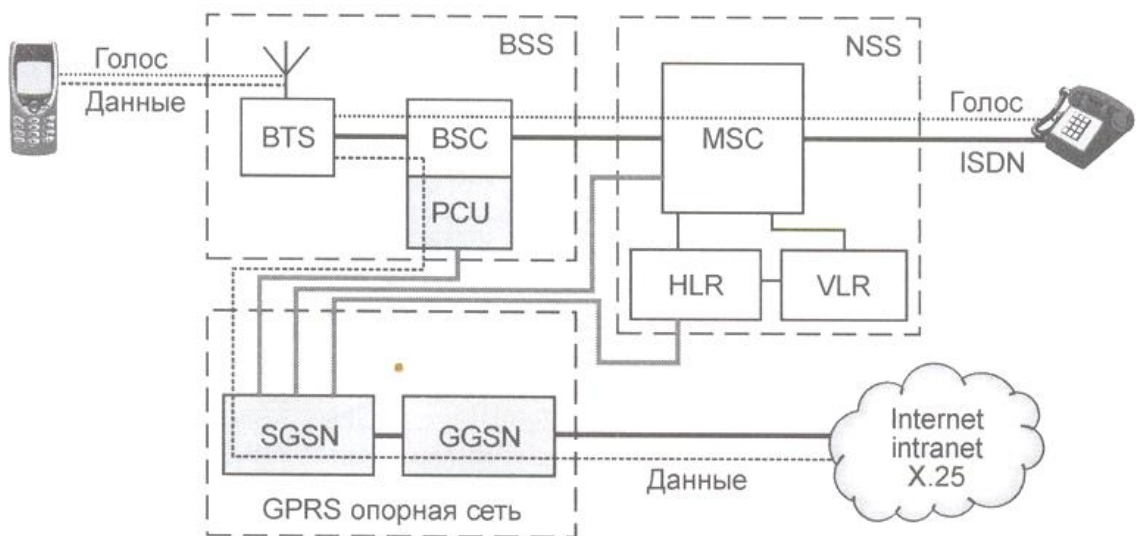 BSS
NSS
Голос
Данные
BTS
BSC
PCU
MSC
Голос
ISDN
HLR
VLR
SGSN
GGSN
GPRS опорная сеть
Данные
Internet
intranet
X.25